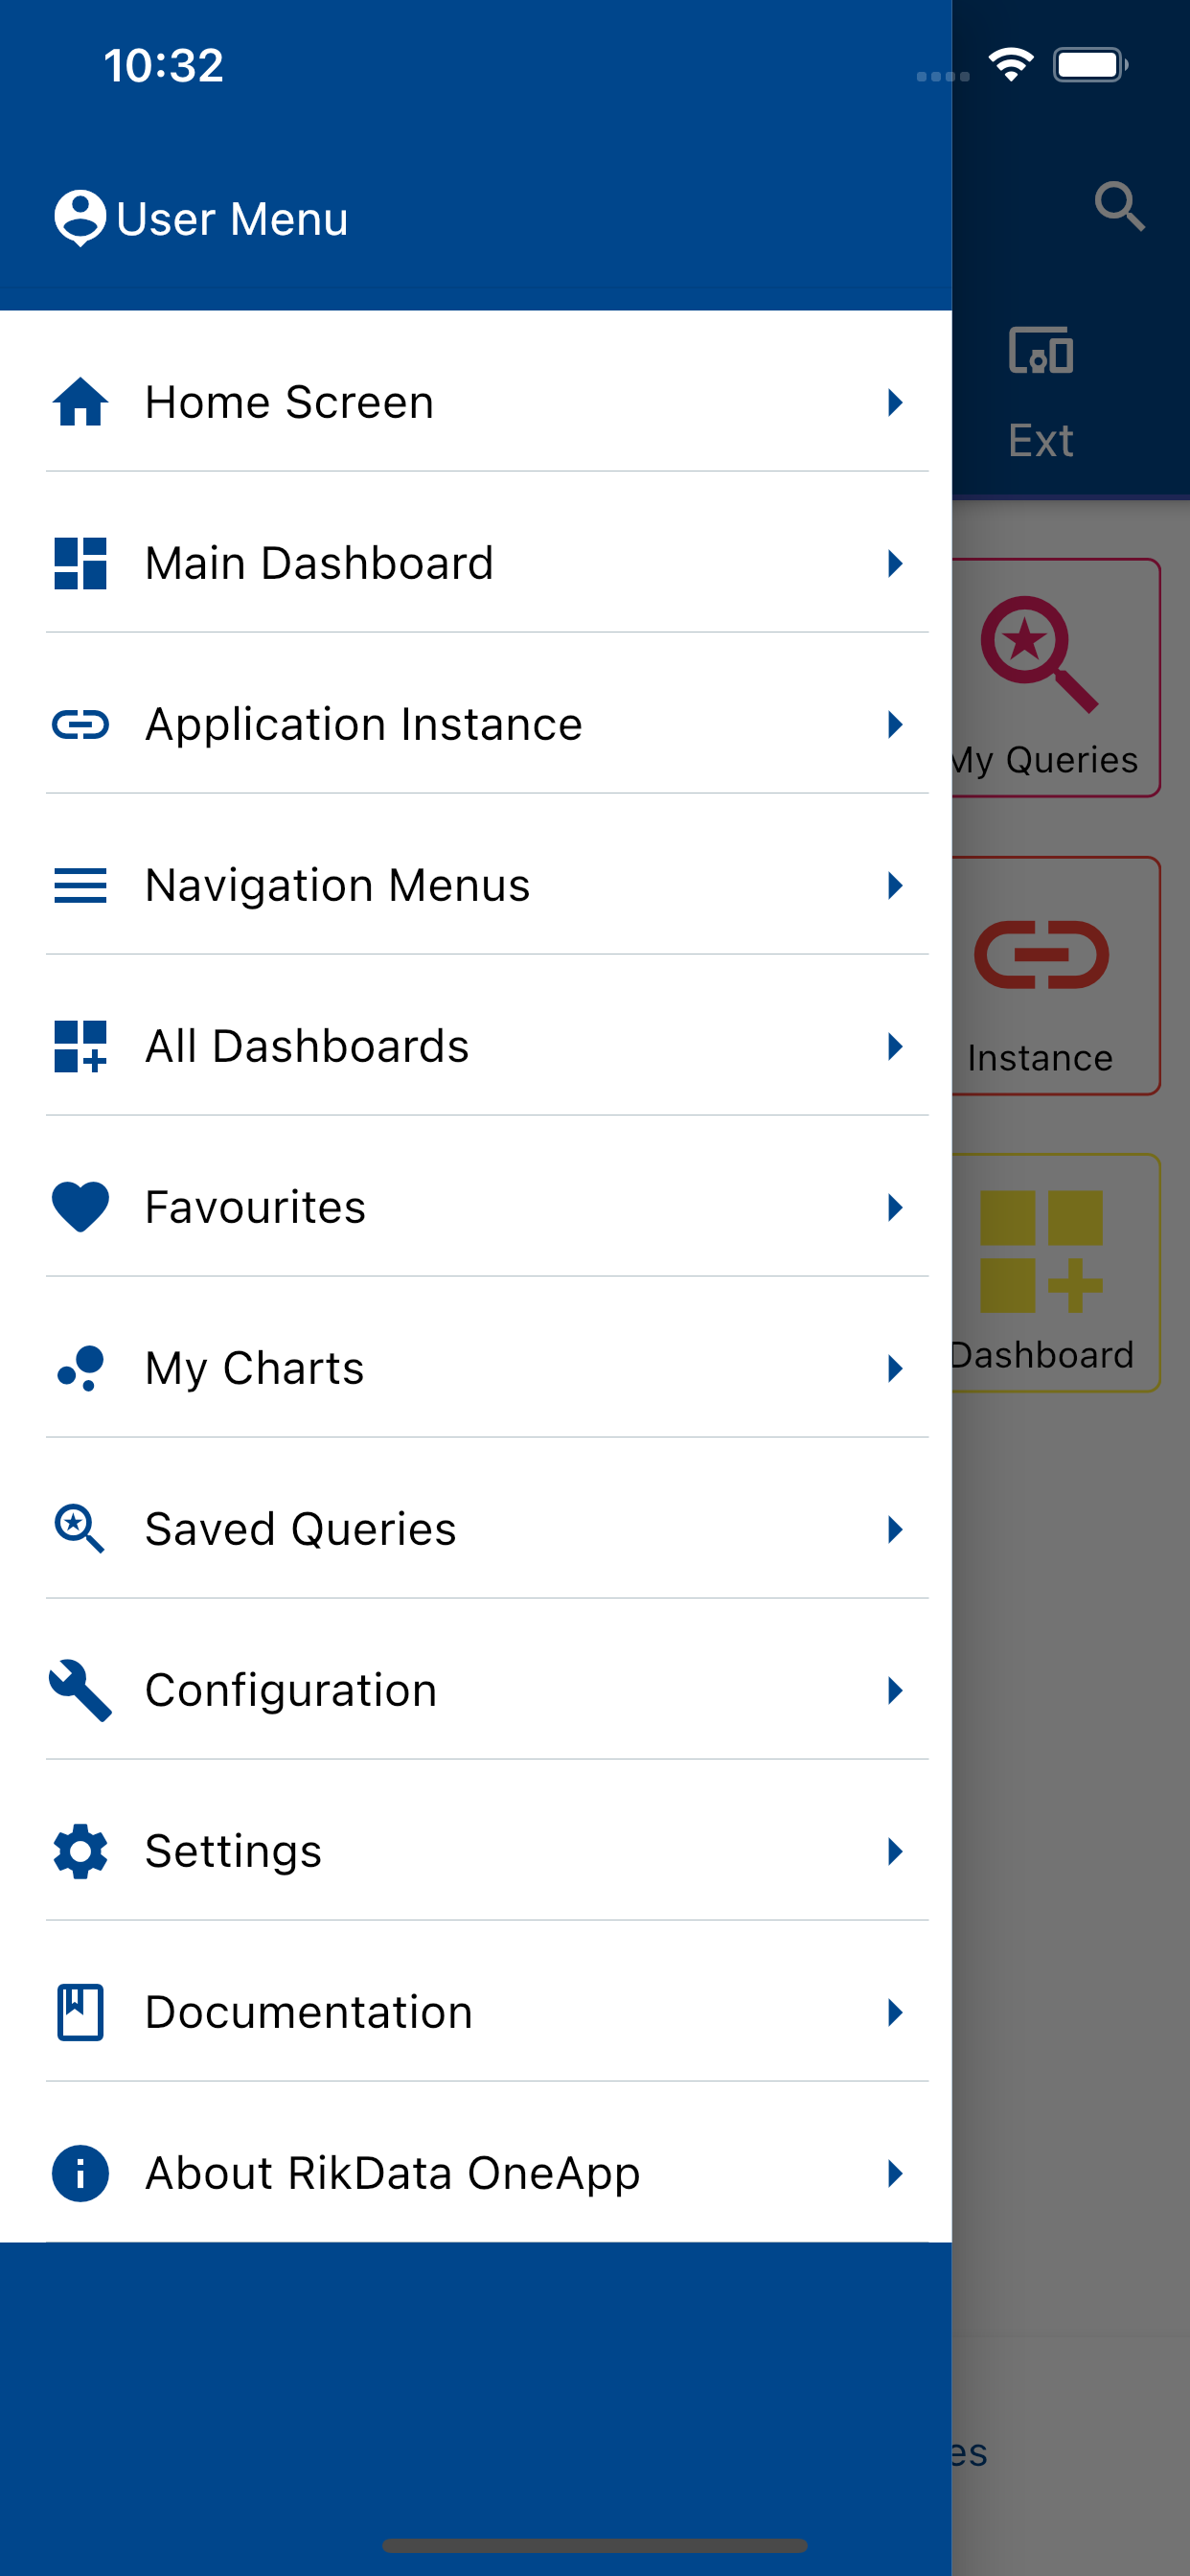 10:32
User Menu
Ext
Home Screen
Main Dashboard
My Queries
Application Instance
Navigation Menus
Instance
All Dashboards
Favourites
Dashboard
My Charts
Saved Queries
Configuration
Settings
Documentation
About RikData OneApp